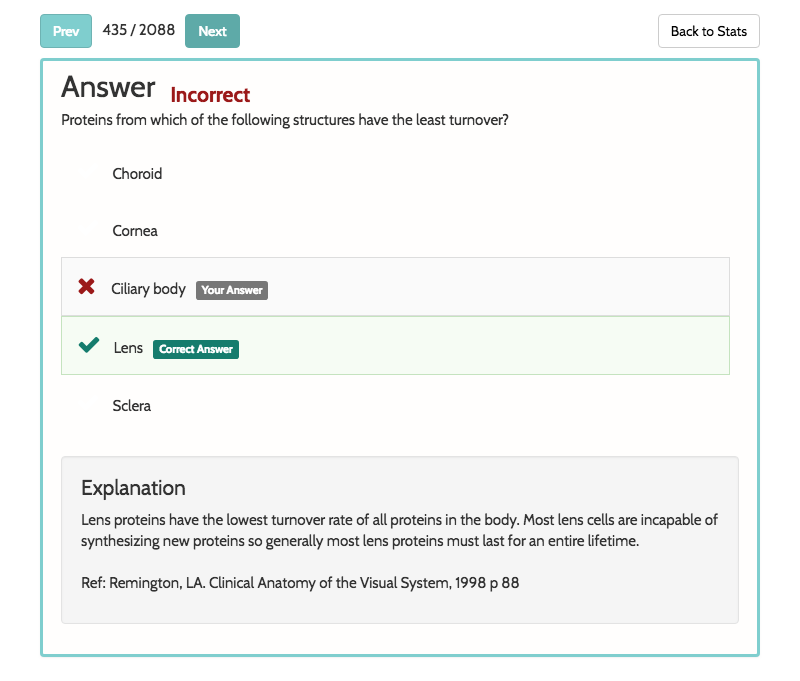 Prev 435 / 2088 Next Back to Stats
Answer Incorrect
Proteins from which of the following structures have the least turnover?
Choroid
Cornea
Ciliary body Your Answer
Lens Correct Answer
Sclera
Explanation
Lens proteins have the lowest turnover rate of all proteins in the body. Most lens cells are incapable of
synthesizing new proteins so generally most lens proteins must last for an entire lifetime.
Ref: Remington, LA. Clinical Anatomy of the Visual System, 1998 p 88